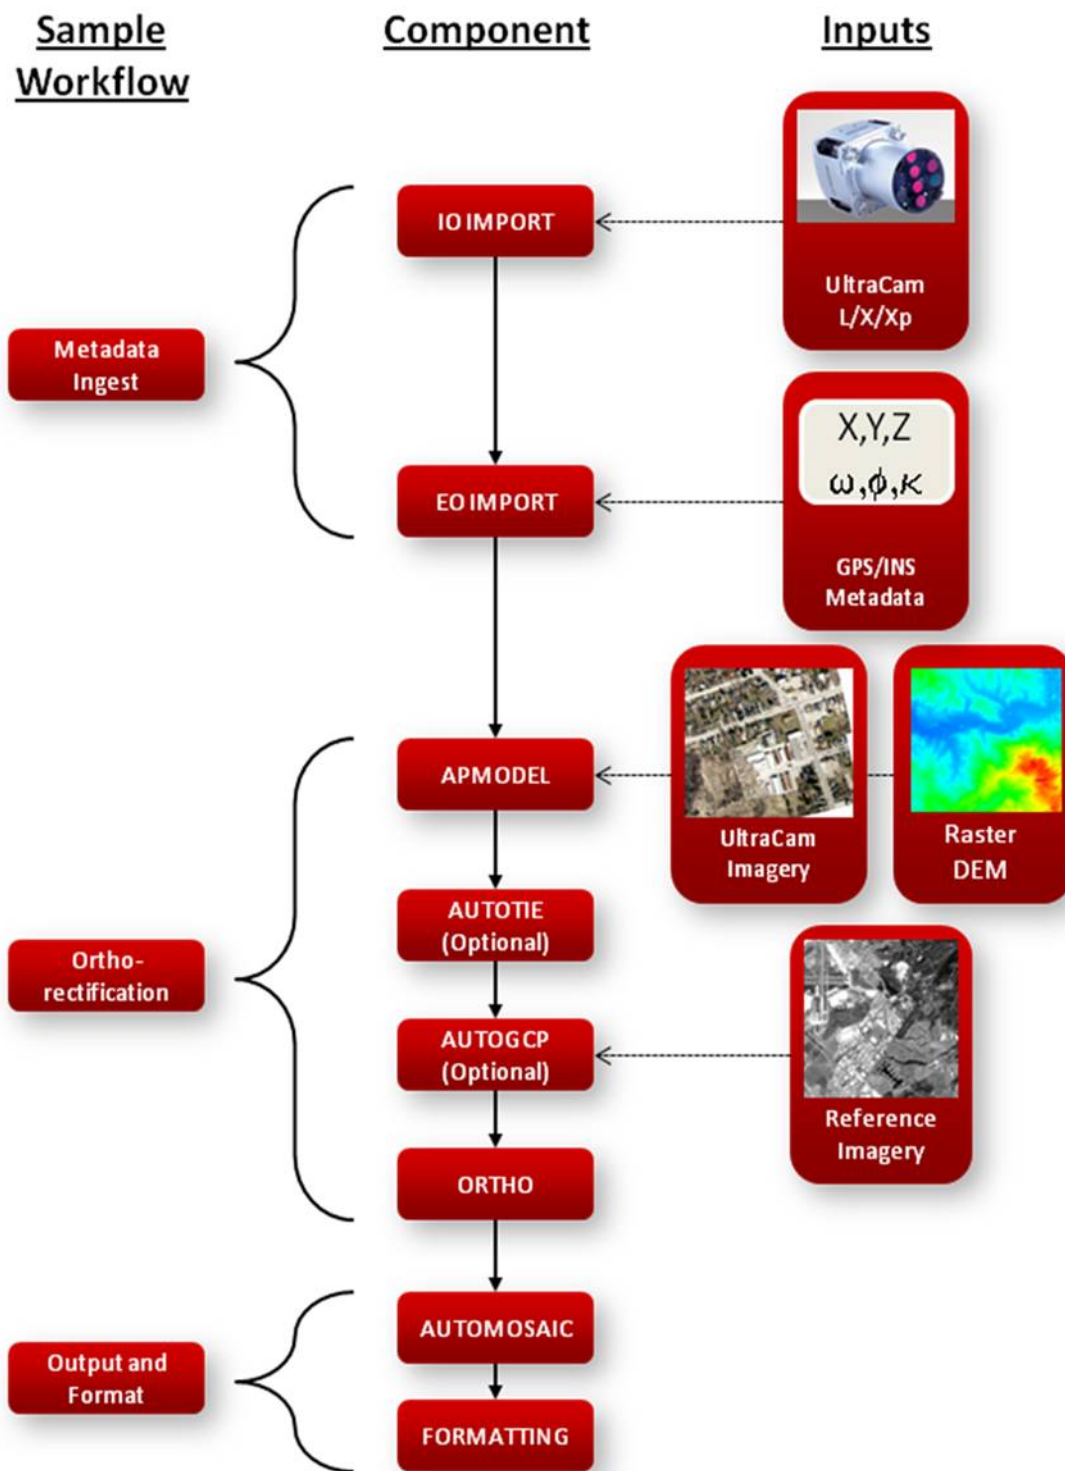 Sample
Workflow
Component
Inputs
Metadata
Ingest
IO IMPORT
UltraCam
L/X/Xp
EO IMPORT
X,Y,Z
ω,ϕ,κ
GPS/INS
Metadata
Ortho-
rectification
APMODEL
UltraCam
Imagery
Raster
DEM
AUTOTIE
(Optional)
AUTOGCP
(Optional)
Reference
Imagery
ORTHO
Output and
Format
AUTOMOSAIC
FORMATTING